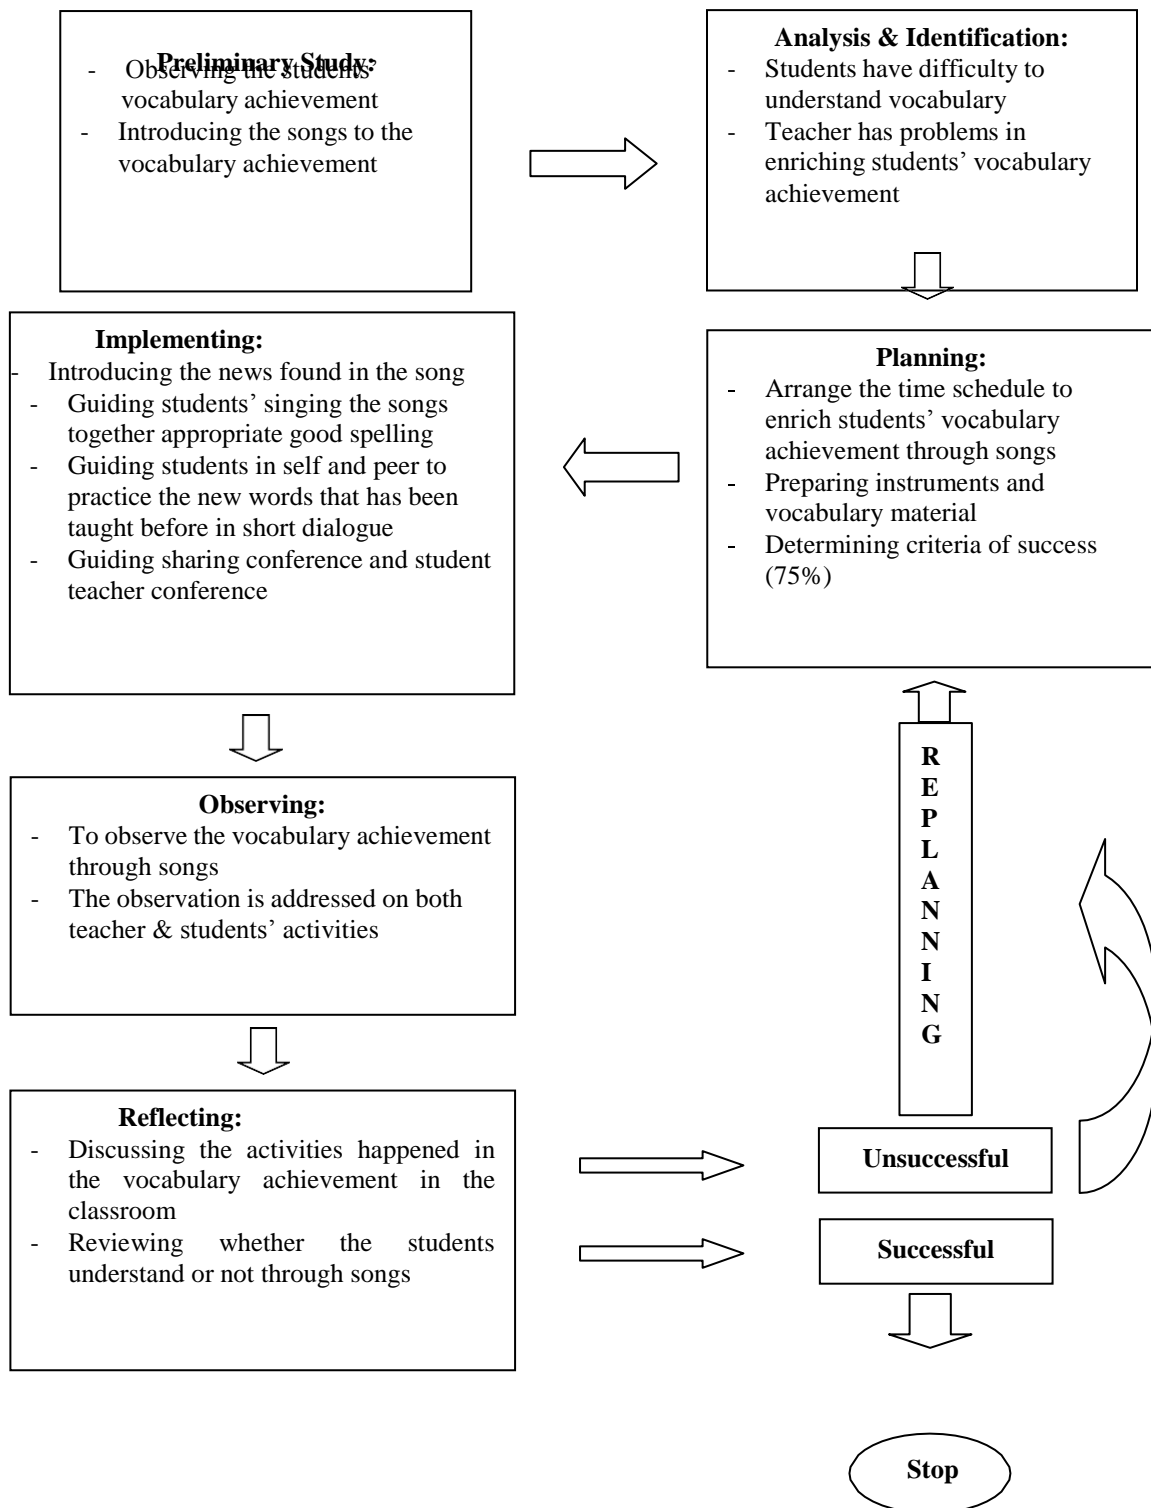 Preliminary Study:
- Observing the students’
vocabulary achievement
- Introducing the songs to the
vocabulary achievement
Analysis & Identification:
- Students have difficulty to
understand vocabulary
- Teacher has problems in
enriching students’ vocabulary
achievement
Implementing:
- Introducing the news found in the song
- Guiding students’ singing the songs
together appropriate good spelling
- Guiding students in self and peer to
practice the new words that has been
taught before in short dialogue
- Guiding sharing conference and student
teacher conference
Planning:
- Arrange the time schedule to
enrich students’ vocabulary
achievement through songs
- Preparing instruments and
vocabulary material
- Determining criteria of success
(75%)
R
E
P
L
A
N
N
I
N
G
Observing:
- To observe the vocabulary achievement
through songs
- The observation is addressed on both
teacher & students’ activities
Reflecting:
- Discussing the activities happened in
the vocabulary achievement in the
classroom
- Reviewing whether the students
understand or not through songs
Unsuccessful
Successful
Stop